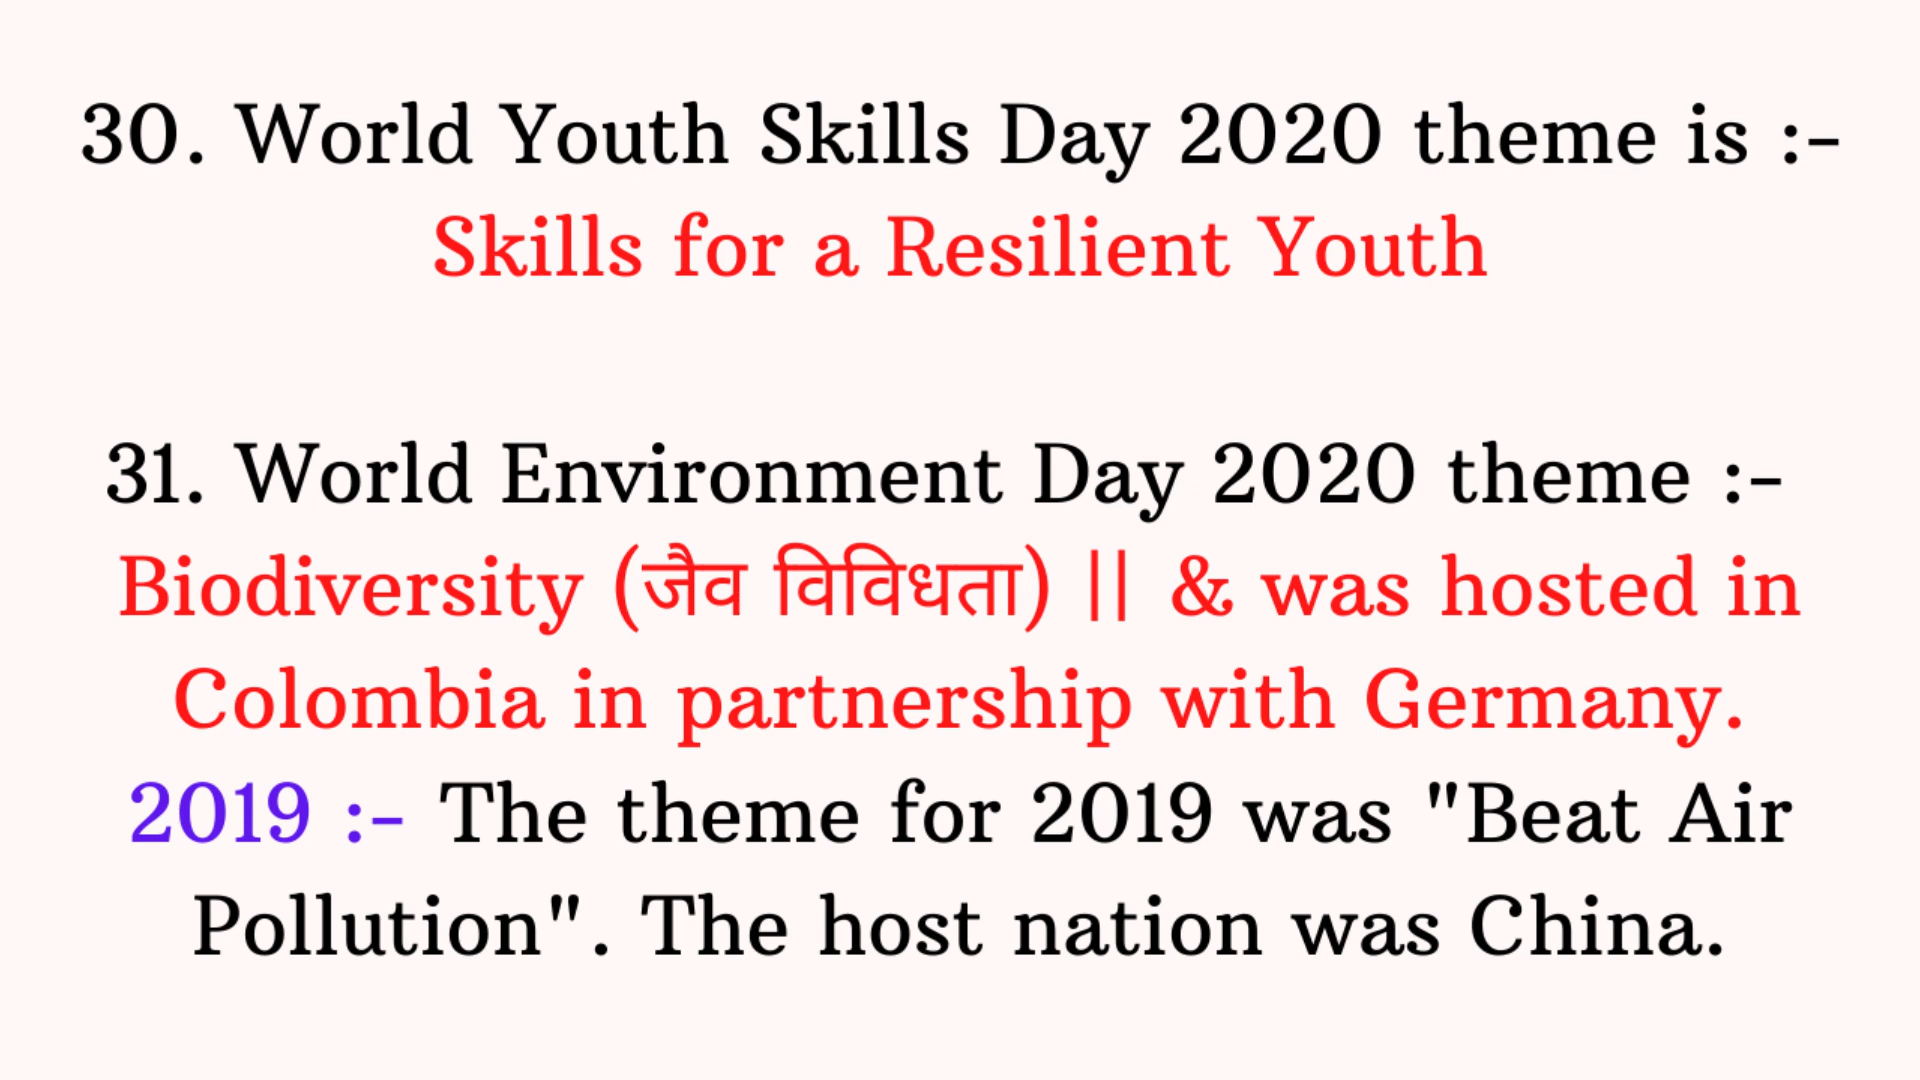 30. World Youth Skills Day 2020 theme is :-
Skills for a Resilient Youth
31. World Environment Day 2020 theme :-
Biodiversity (जैव विविधता) || & was hosted in
Colombia in partnership with Germany.
2019 :- The theme for 2019 was "Beat Air
Pollution". The host nation was China.